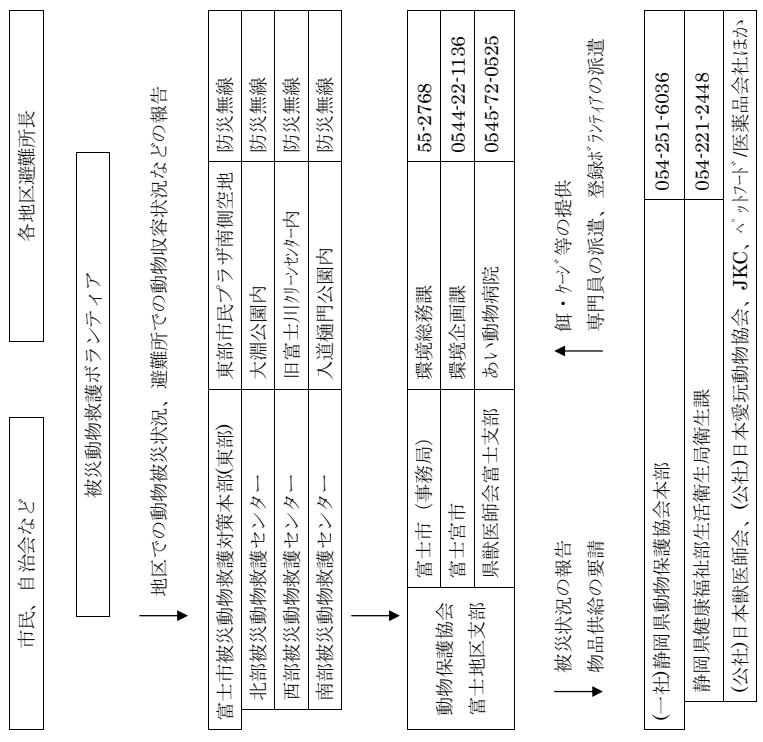 市民、自治会など
各地区避難所長
被災動物救護ボランティア
地区での動物被災状況、避難所での動物収容状況などの報告
富士市被災動物救護対策本部(東部) 東部市民プラザ南側空地 防災無線
北部被災動物救護センター 大淵公園内 防災無線
西部被災動物救護センター 旧富士川ｸﾘｰﾝｾﾝﾀｰ内 防災無線
南部被災動物救護センター 入道樋門公園内 防災無線
動物保護協会
富士地区支部
富士市（事務局） 環境総務課 55-2768
富士宮市 環境企画課 0544-22-1136
県獣医師会富士支部 あい動物病院 0545-72-0525
被災状況の報告
物品供給の要請
餌・ｹｰｼﾞ等の提供
専門員の派遣、登録ﾎﾞﾗﾝﾃｨｱの派遣
(一社)静岡県動物保護協会本部 054-251-6036
静岡県健康福祉部生活衛生局衛生課 054-221-2448
(公社)日本獣医師会、(公社)日本愛玩動物協会、JKC、ﾍﾟｯﾄﾌｰﾄﾞ/医薬品会社ほか